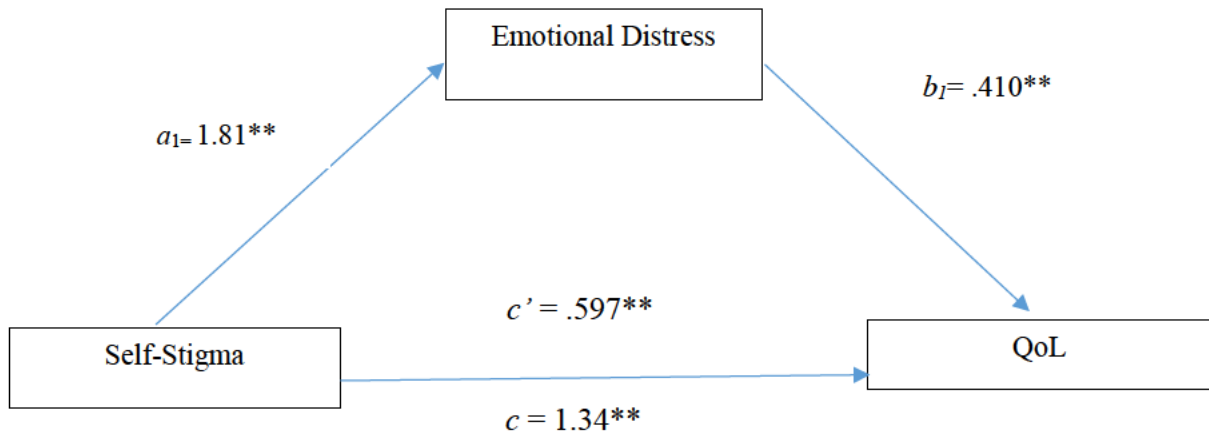 Emotional Distress
b1= .410**
a1= 1.81**
c’ = .597**
Self-Stigma
QoL
c = 1.34**